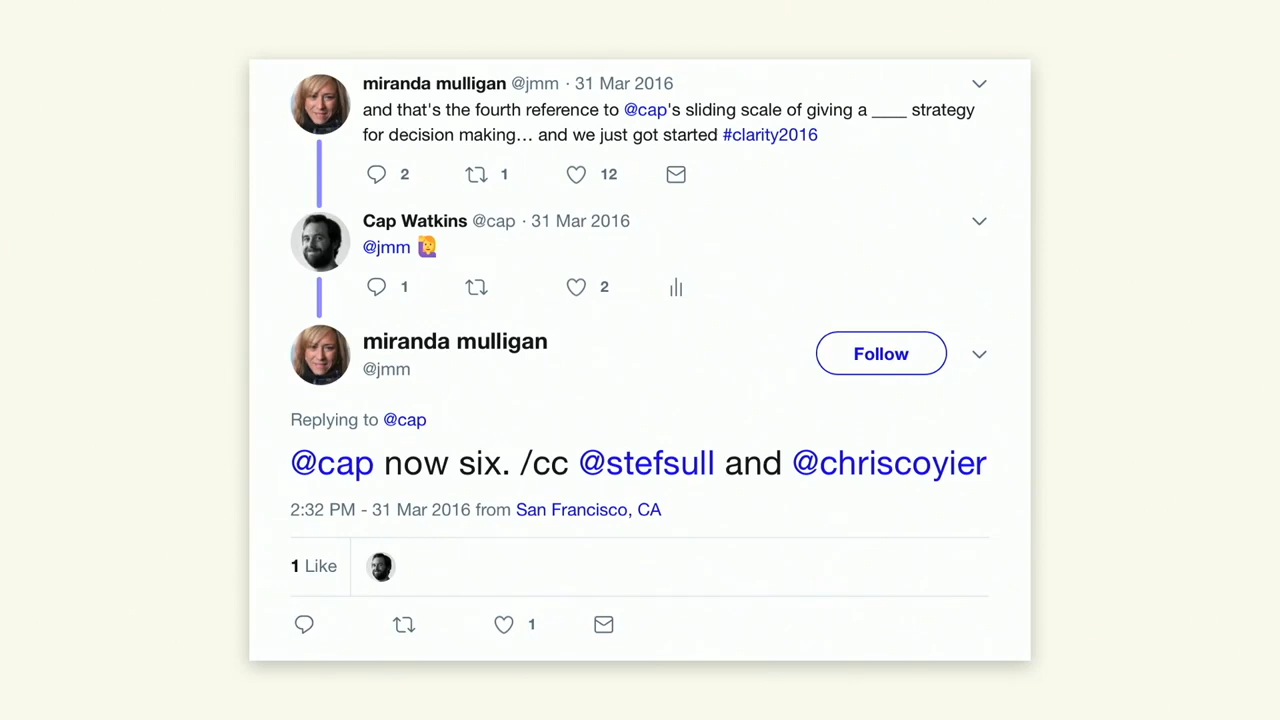 miranda mulligan @jmm · 31 Mar 2016
and that's the fourth reference to @cap's sliding scale of giving a ____ strategy
for decision making… and we just got started #clarity2016
2 1 12
Cap Watkins @cap · 31 Mar 2016
@jmm 🙋
1 2
miranda mulligan
@jmm
Follow
Replying to @cap
@cap now six. /cc @stefsull and @chriscoyier
2:32 PM - 31 Mar 2016 from San Francisco, CA
1 Like
1